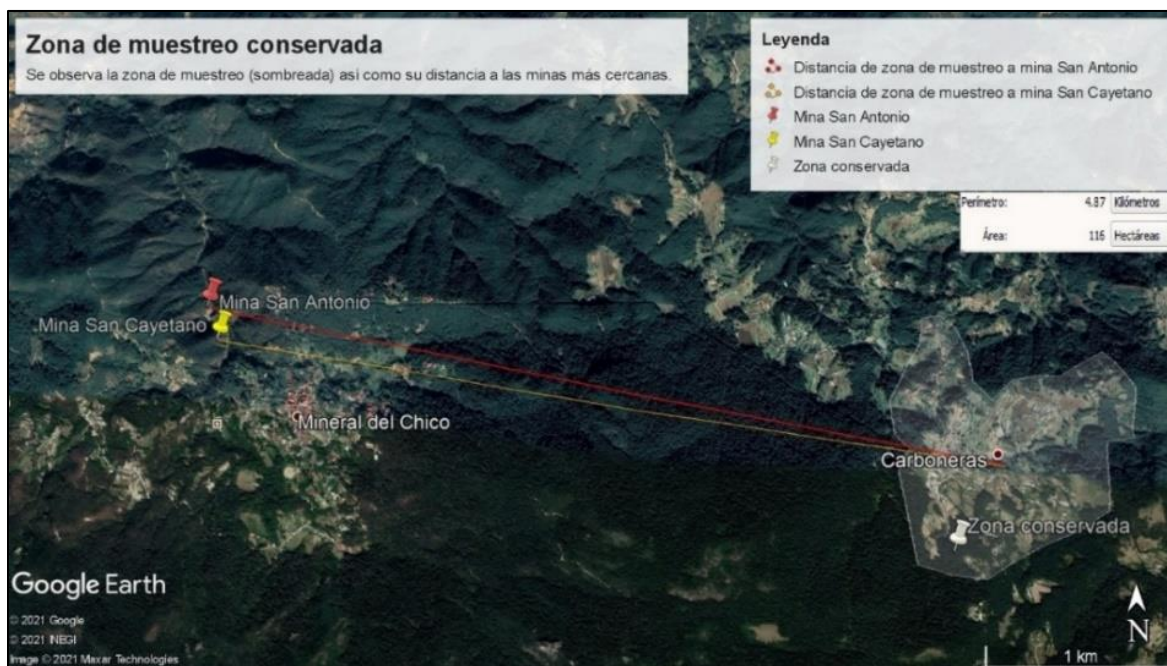 Zona de muestreo conservada
Se observa la zona de muestreo (sombreada) asi como su distancia a las minas más cercanas.
Leyenda
Distancia de zona de muestreo a mina San Antonio
Distancia de zona de muestreo a mina San Cayetano
Mina San Antonio
Mina San Cayetano
Zona conservada
Perímetro: 4.87 Kilómetros
Área: 116 Hectáreas
Mina San Antonio
Mina San Cayetano
Mineral del Chico
Carboneras
Zona conservada
Google Earth
© 2021 Google
© 2021 INEGI
Image © 2021 Maxar Technologies
N
1 km